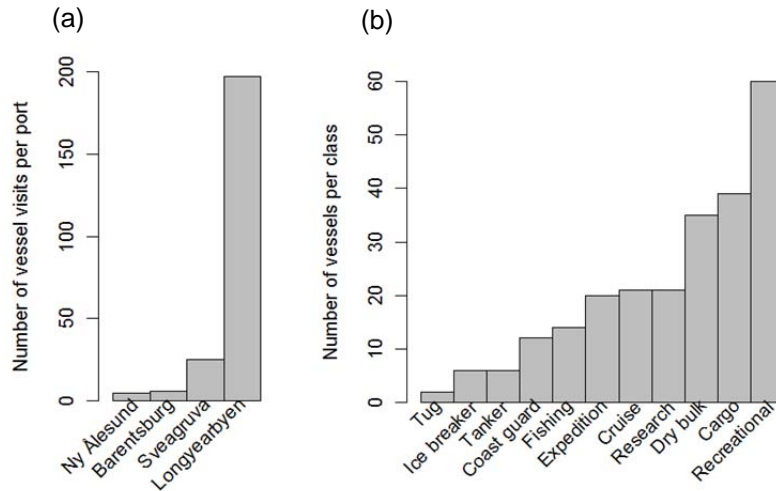 (a)
Number of vessel visits per port
0
50
100
150
200
Ny Ålesund
Barentsburg
Sveagruva
Longyearbyen
(b)
Number of vessels per class
0
10
20
30
40
50
60
Tug
Ice breaker
Tanker
Coast guard
Fishing
Expedition
Cruise
Research
Dry bulk
Cargo
Recreational